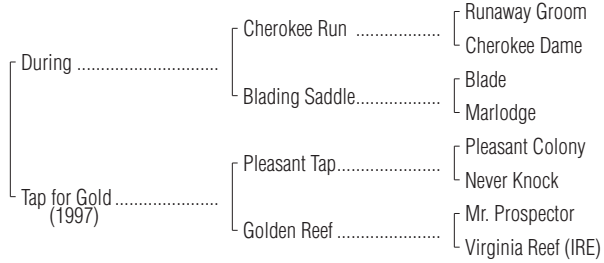 Runaway Groom
Cherokee Run ..................
Cherokee Dame
During ..............................
Blade
Blading Saddle..................
Marlodge
Pleasant Colony
Pleasant Tap......................
Never Knock
Tap for Gold ......................
(1997)
Mr. Prospector
Golden Reef ......................
Virginia Reef (IRE)